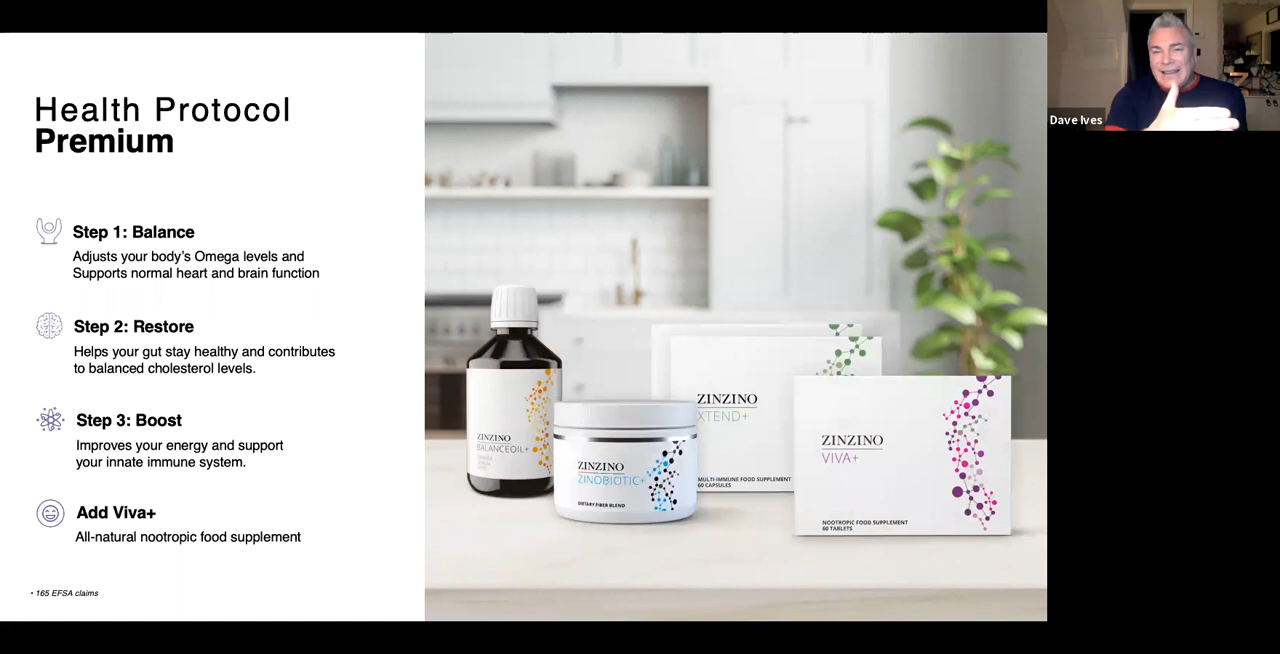 Health Protocol
Premium
Step 1: Balance
Adjusts your body's Omega levels and
Supports normal heart and brain function
Step 2: Restore
Helps your gut stay healthy and contributes
to balanced cholesterol levels.
Step 3: Boost
Improves your energy and support
your innate immune system.
Add Viva+
All-natural nootropic food supplement
• 165 EFSA claims
ZINZINO
BALANCEOIL+
ZINZINO
ZINOBIOTIC+
DIETARY FIBER BLEND
ZINZINO
XTEND+
MULTI-IMMUNE FOOD SUPPLEMENT
60 CAPSULES
ZINZINO
VIVA+
NOOTROPIC FOOD SUPPLEMENT
60 TABLETS
Dave Ives